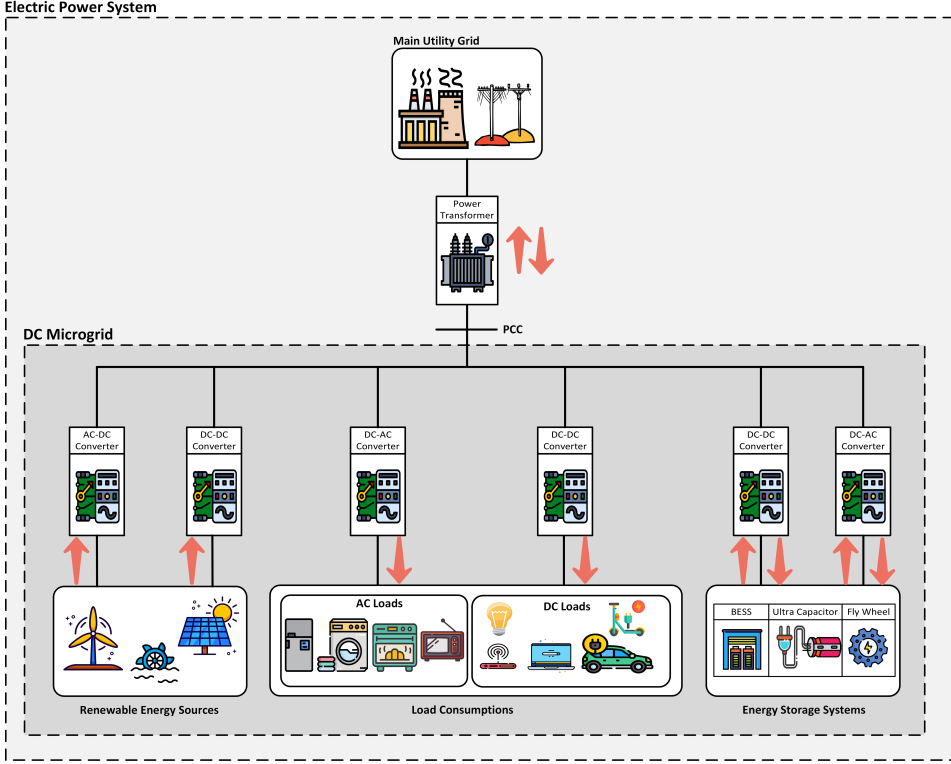 Electric Power System
Main Utility Grid
Power
Transformer
PCC
DC Microgrid
AC-DC
Converter
DC-DC
Converter
DC-AC
Converter
DC-DC
Converter
DC-DC
Converter
DC-AC
Converter
AC Loads
DC Loads
BESS
Ultra Capacitor
Fly Wheel
Renewable Energy Sources
Load Consumptions
Energy Storage Systems